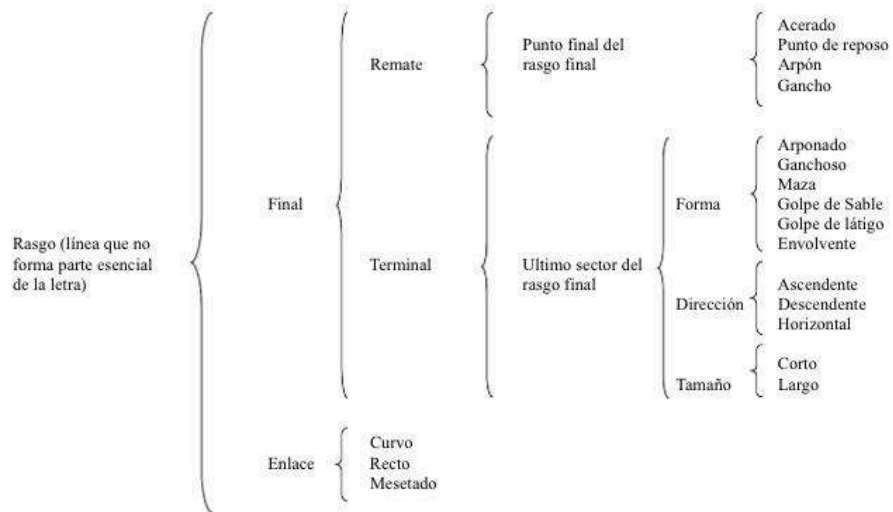 Rasgo (línea que no
forma parte esencial
de la letra)
Final
Remate
Punto final del
rasgo final
Acerado
Punto de reposo
Arpón
Gancho
Terminal
Ultimo sector del
rasgo final
Forma
Arponado
Ganchoso
Maza
Golpe de Sable
Golpe de látigo
Envolvente
Dirección
Ascendente
Descendente
Horizontal
Tamaño
Corto
Largo
Enlace
Curvo
Recto
Mesetado